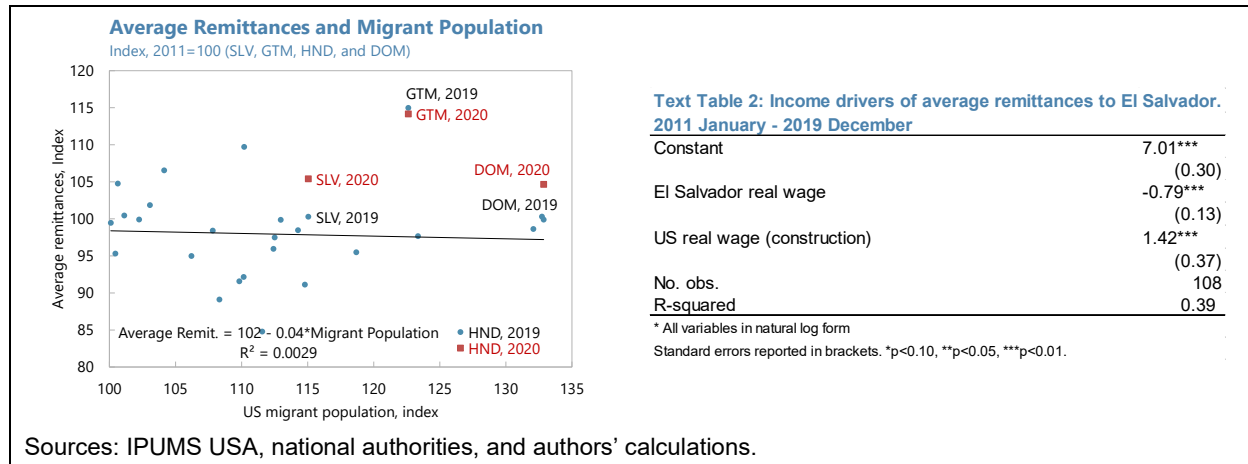 Average Remittances and Migrant Population
Index, 2011=100 (SLV, GTM, HND, and DOM)
120
115
110
105
100
95
90
85
80
Average remittances, Index
GTM, 2019
GTM, 2020
DOM, 2020
SLV, 2020
DOM, 2019
SLV, 2019
Average Remit. = 102 - 0.04*Migrant Population
R² = 0.0029
HND, 2019
HND, 2020
100 105 110 115 120 125 130 135
US migrant population, index
Text Table 2: Income drivers of average remittances to El Salvador.
2011 January - 2019 December
Constant 7.01***
(0.30)
El Salvador real wage -0.79***
(0.13)
US real wage (construction) 1.42***
(0.37)
No. obs. 108
R-squared 0.39
* All variables in natural log form
Standard errors reported in brackets. *p<0.10, **p<0.05, ***p<0.01.
Sources: IPUMS USA, national authorities, and authors’ calculations.